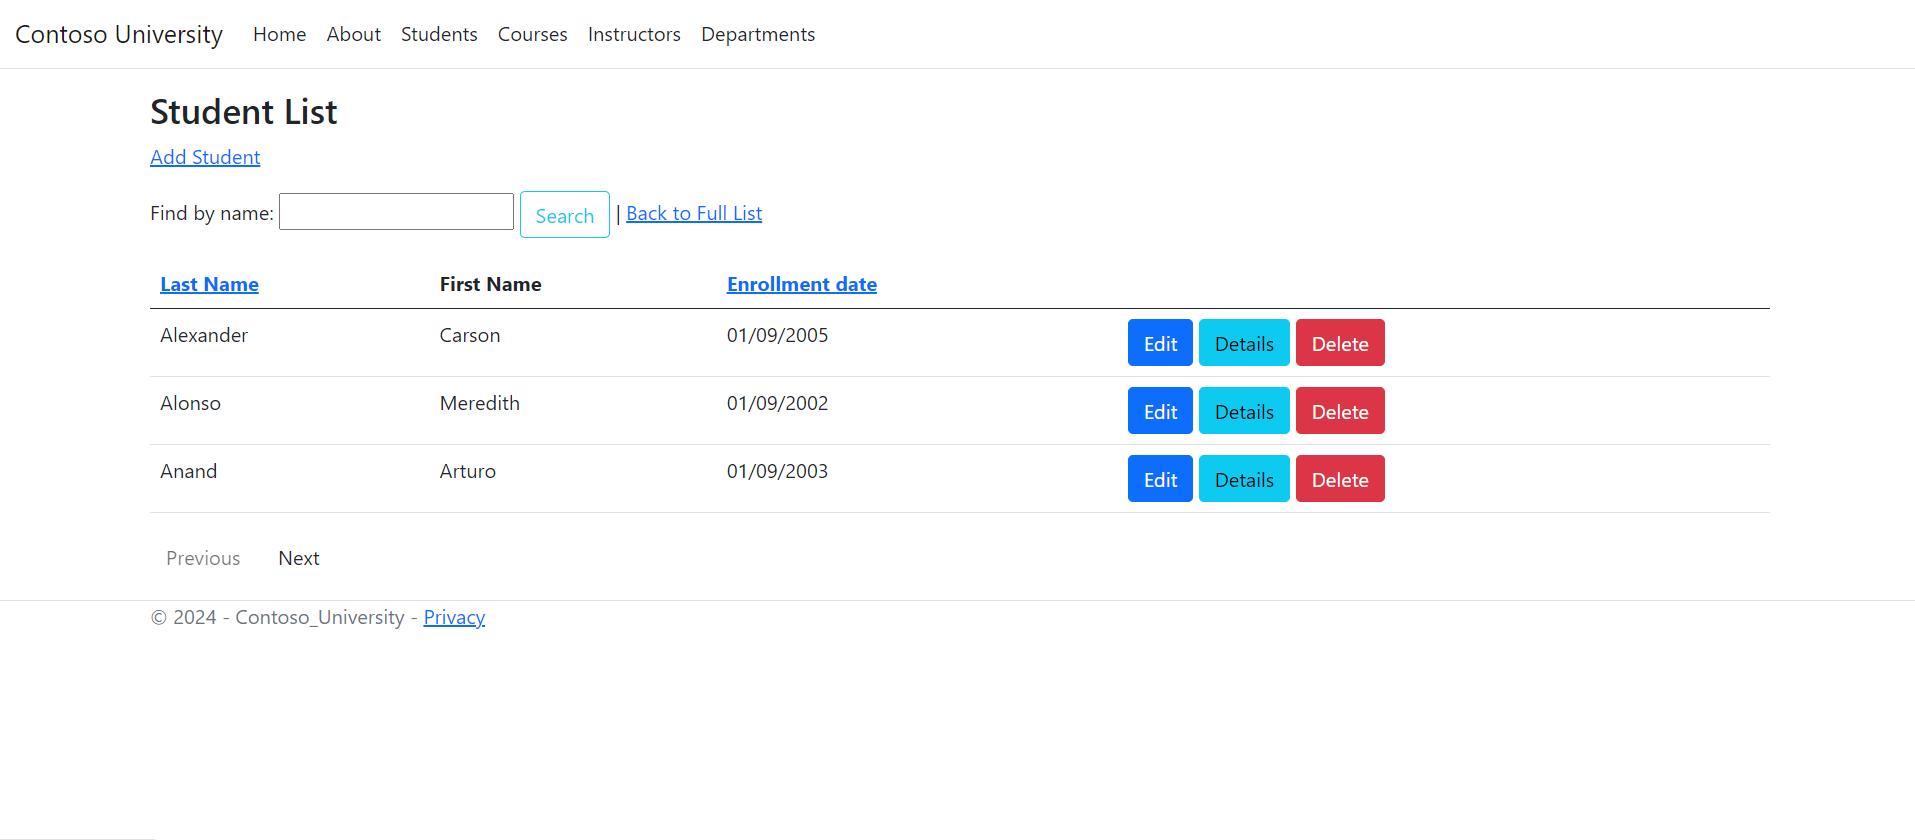 Contoso University Home About Students Courses Instructors Departments
Student List
Add Student
Find by name: Search | Back to Full List
Last Name First Name Enrollment date
Alexander Carson 01/09/2005 Edit Details Delete
Alonso Meredith 01/09/2002 Edit Details Delete
Anand Arturo 01/09/2003 Edit Details Delete
Previous Next
© 2024 - Contoso_University - Privacy